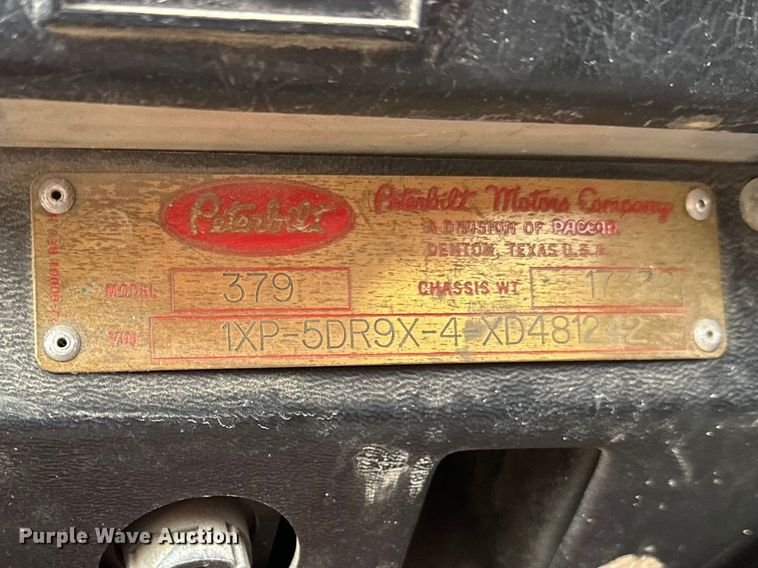 Peterbilt
Peterbilt Motors Company
A DIVISION OF PACCAR
DENTON, TEXAS U.S.A.
MODEL 379 CHASSIS WT.
VIN 1XP-5DR9X-4-XD481242
Purple Wave Auction